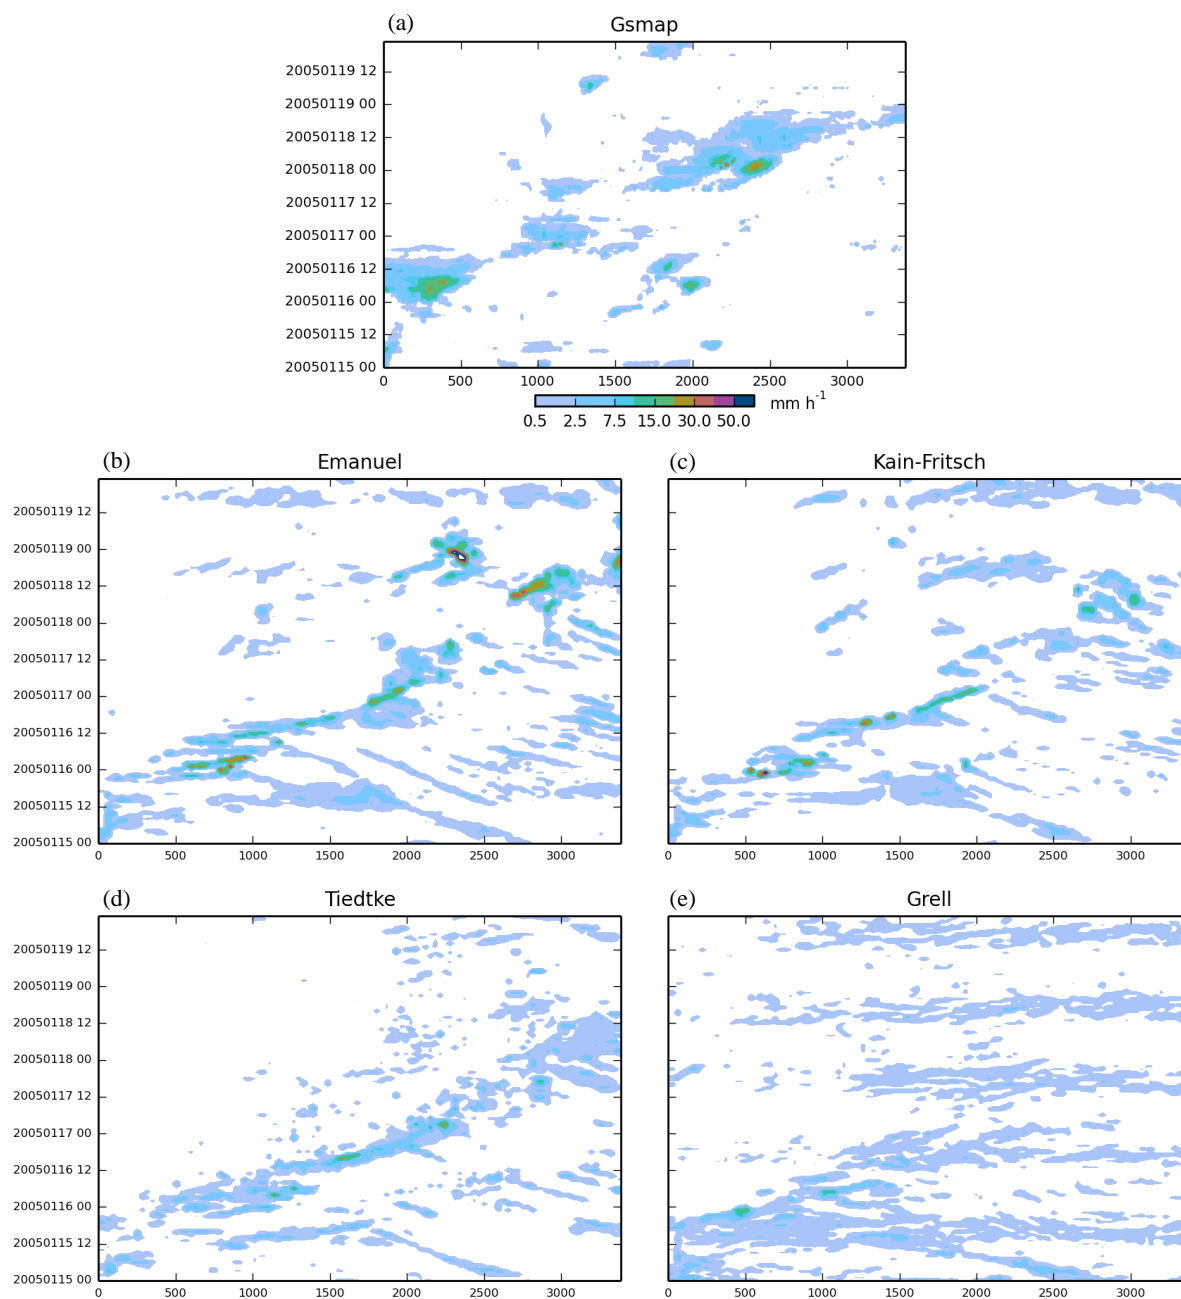 (a) Gsmap
20050119 12
20050119 00
20050118 12
20050118 00
20050117 12
20050117 00
20050116 12
20050116 00
20050115 12
20050115 00
0 500 1000 1500 2000 2500 3000
mm h-1
0.5 2.5 7.5 15.0 30.0 50.0
(b) Emanuel
20050119 12
20050119 00
20050118 12
20050118 00
20050117 12
20050117 00
20050116 12
20050116 00
20050115 12
20050115 00
0 500 1000 1500 2000 2500 3000
(c) Kain-Fritsch
0 500 1000 1500 2000 2500 3000
(d) Tiedtke
20050119 12
20050119 00
20050118 12
20050118 00
20050117 12
20050117 00
20050116 12
20050116 00
20050115 12
20050115 00
0 500 1000 1500 2000 2500 3000
(e) Grell
0 500 1000 1500 2000 2500 3000